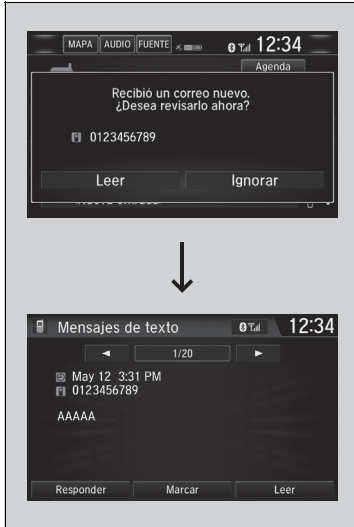 MAPA AUDIO FUENTE 12:34
Agenda
Recibió un correo nuevo.
¿Desea revisarlo ahora?
0123456789
Leer Ignorar
Mensajes de texto 12:34
1/20
May 12 3:31 PM
0123456789
AAAAA
Responder Marcar Leer